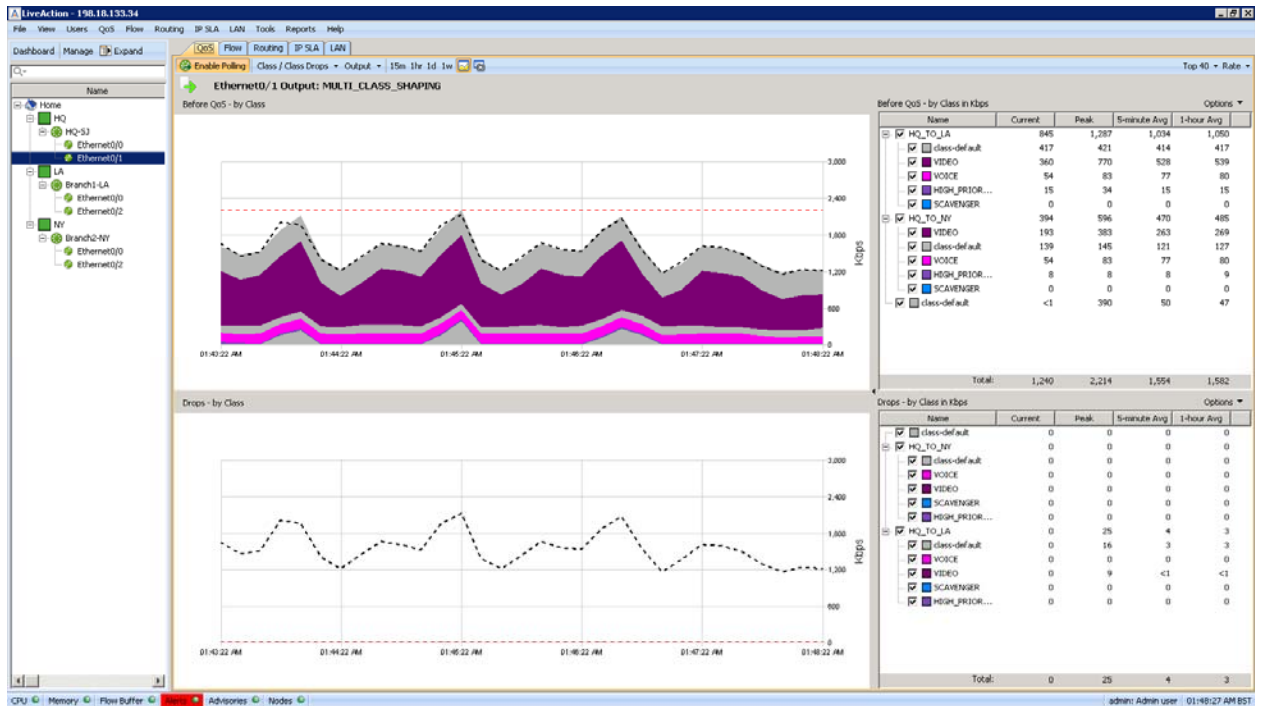 LiveAction - 198.18.133.34
File View Users QoS Flow Routing IP SLA LAN Tools Reports Help
Dashboard Manage Expand
QoS Flow Routing IP SLA LAN
Enable Polling Class / Class Drops Output 15m 1hr 1d 1w Top 40 Rate
Name
Home
HQ
HQ-SJ
Ethernet0/0
Ethernet0/1
LA
Branch1-LA
Ethernet0/0
Ethernet0/2
NY
Branch2-NY
Ethernet0/0
Ethernet0/2
Ethernet0/1 Output: MULTI_CLASS_SHAPING
Before QoS - by Class
3,000
2,400
1,800
1,200
600
0
Kbps
01:43:22 AM 01:44:22 AM 01:45:22 AM 01:46:22 AM 01:47:22 AM 01:48:22 AM
Before QoS - by Class in Kbps Options
Name Current Peak 5-minute Avg 1-hour Avg
HQ_TO_LA 845 1,287 1,034 1,050
class-default 417 421 414 417
VIDEO 360 770 528 539
VOICE 54 83 77 80
HIGH_PRIOR... 15 34 15 15
SCAVENGER 0 0 0 0
HQ_TO_NY 394 596 470 485
VIDEO 193 383 263 269
class-default 139 145 121 127
VOICE 54 83 77 80
HIGH_PRIOR... 8 8 8 9
SCAVENGER 0 0 0 0
class-default <1 390 50 47
Total: 1,240 2,214 1,554 1,582
Drops - by Class
3,000
2,400
1,800
1,200
600
0
Kbps
01:43:22 AM 01:44:22 AM 01:45:22 AM 01:46:22 AM 01:47:22 AM 01:48:22 AM
Drops - by Class in Kbps Options
Name Current Peak 5-minute Avg 1-hour Avg
class-default 0 0 0 0
HQ_TO_NY 0 0 0 0
class-default 0 0 0 0
VOICE 0 0 0 0
VIDEO 0 0 0 0
SCAVENGER 0 0 0 0
HIGH_PRIOR... 0 0 0 0
HQ_TO_LA 0 25 4 3
class-default 0 16 3 3
VOICE 0 0 0 0
VIDEO 0 9 <1 <1
SCAVENGER 0 0 0 0
HIGH_PRIOR... 0 0 0 0
Total: 0 25 4 3
CPU Memory Flow Buffer Alerts Advisories Nodes admin: Admin user 01:48:27 AM BST